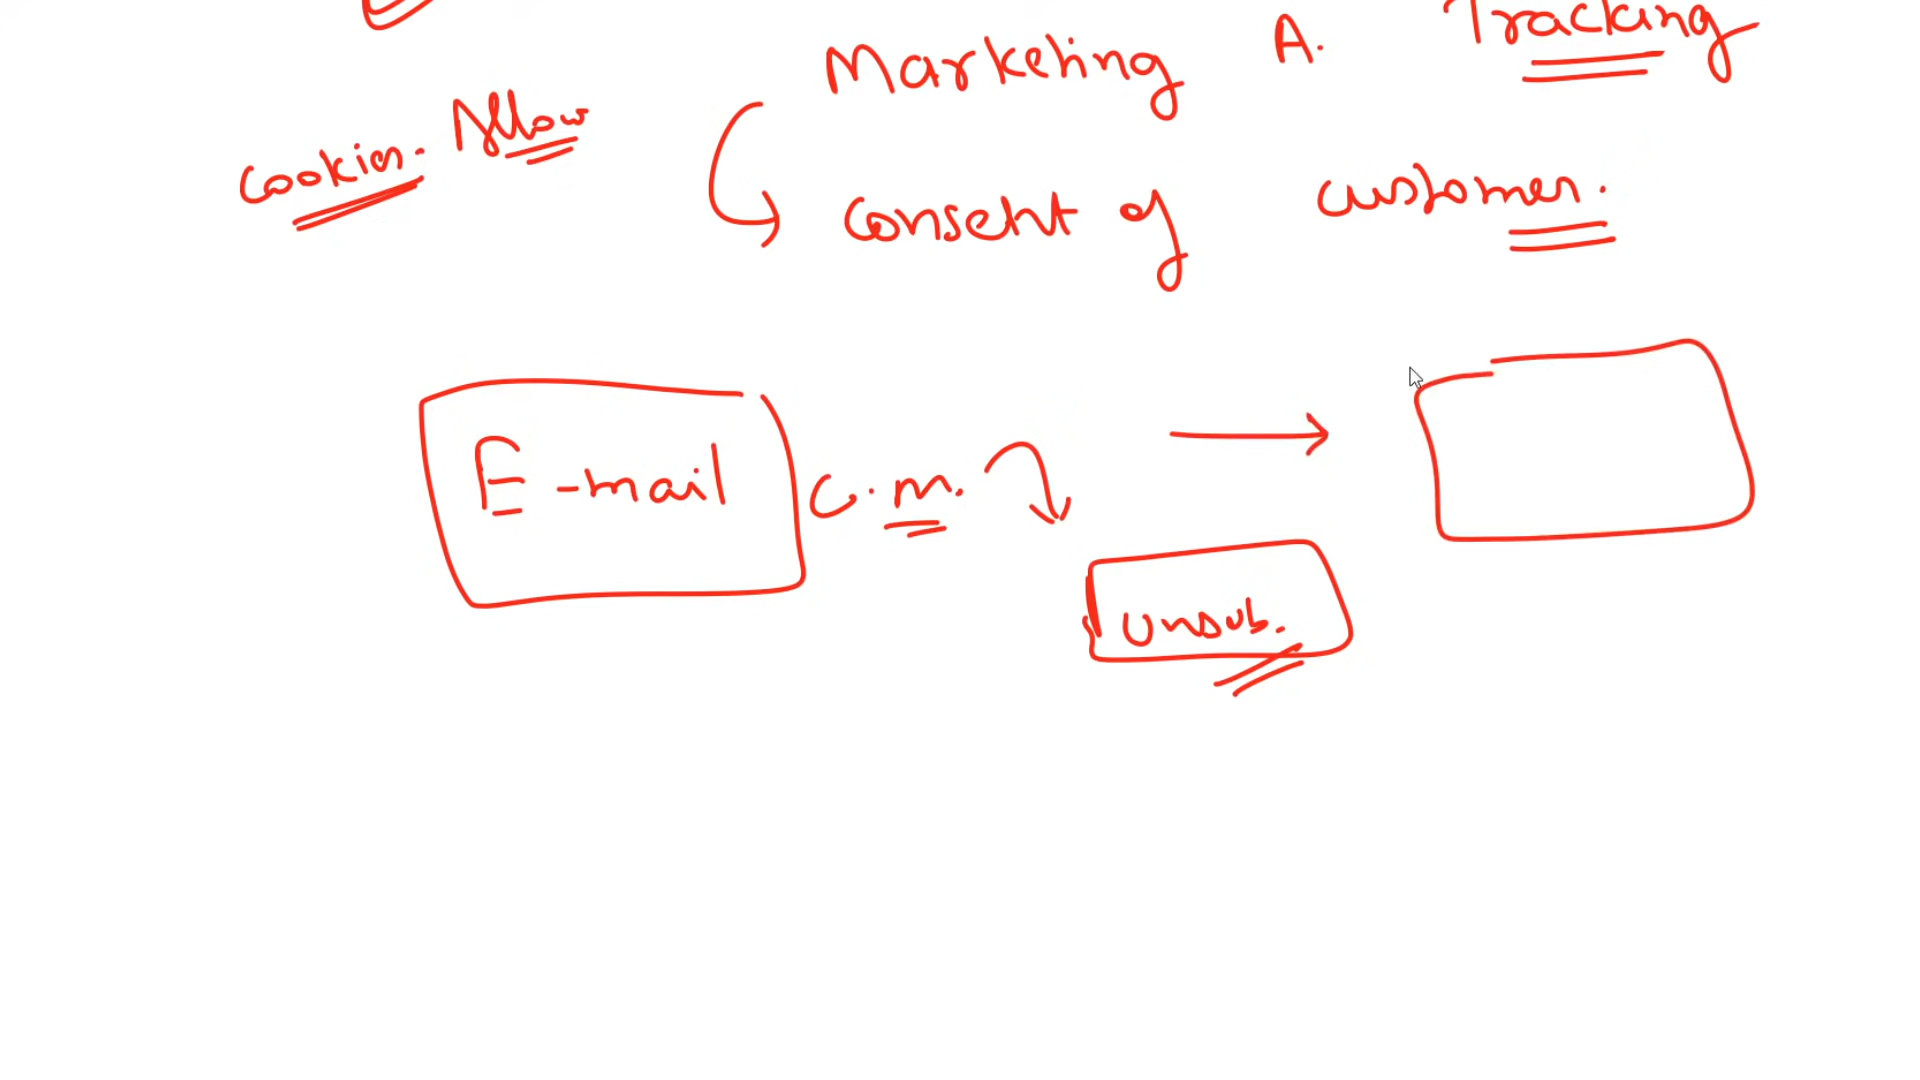 Marketing A. Tracking
Cookies. Allow
Consent of customer.
E-mail C.M.
Unsub.